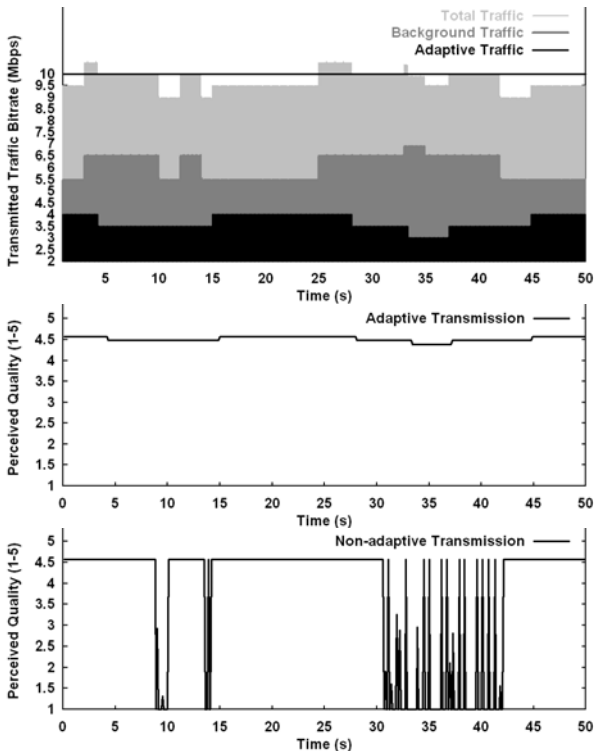 Total Traffic
Background Traffic
Adaptive Traffic
Transmitted Traffic Bitrate (Mbps)
10
9.5
9
8.5
8
7.5
7
6.5
6
5.5
5
4.5
4
3.5
3
2.5
2
5 10 15 20 25 30 35 40 45 50
Time (s)
Adaptive Transmission
Perceived Quality (1-5)
5
4.5
4
3.5
3
2.5
2
1.5
1
0 5 10 15 20 25 30 35 40 45 50
Time (s)
Non-adaptive Transmission
Perceived Quality (1-5)
5
4.5
4
3.5
3
2.5
2
1.5
1
0 5 10 15 20 25 30 35 40 45 50
Time (s)